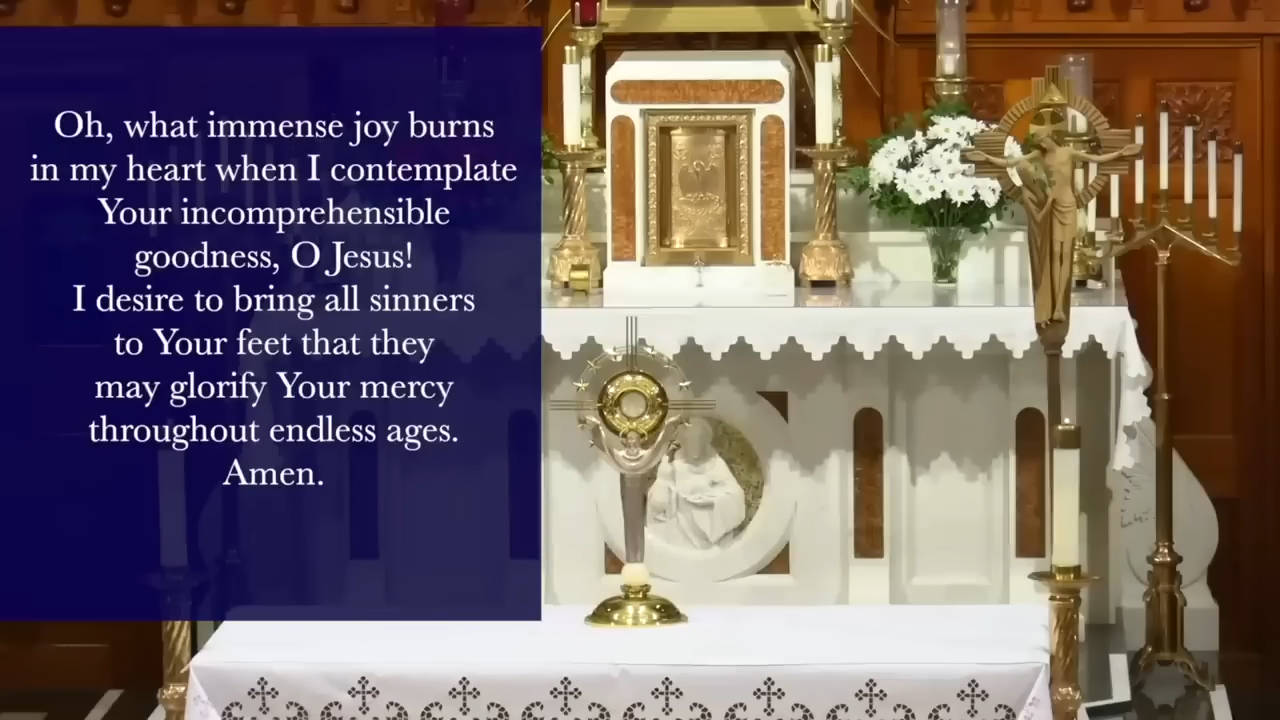 Oh, what immense joy burns
in my heart when I contemplate
Your incomprehensible
goodness, O Jesus!
I desire to bring all sinners
to Your feet that they
may glorify Your mercy
throughout endless ages.
Amen.